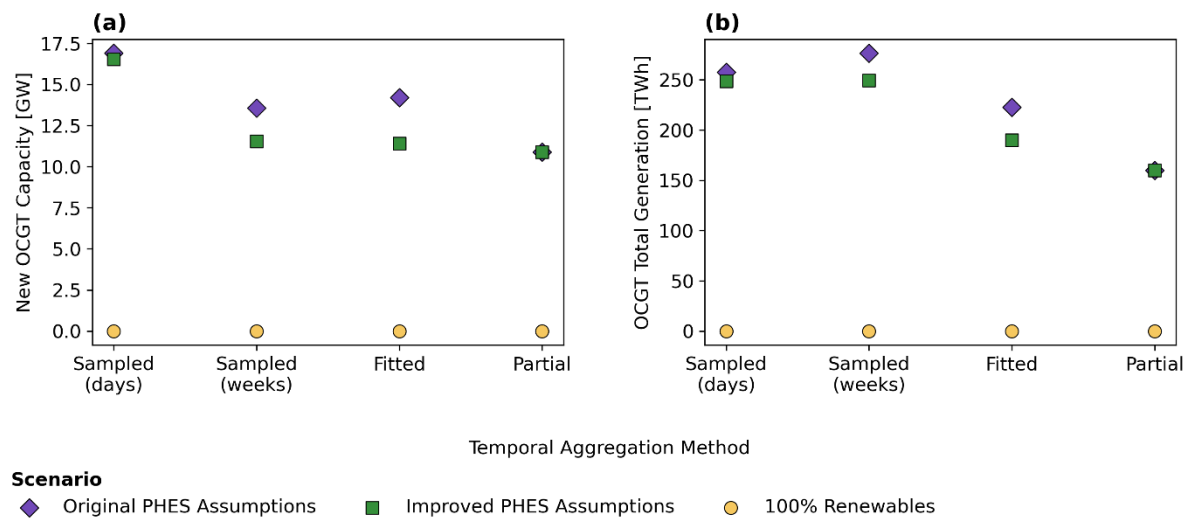 (a)
New OCGT Capacity [GW]
17.5
15.0
12.5
10.0
7.5
5.0
2.5
0.0
Sampled
(days)
Sampled
(weeks)
Fitted
Partial
(b)
OCGT Total Generation [TWh]
250
200
150
100
50
0
Sampled
(days)
Sampled
(weeks)
Fitted
Partial
Temporal Aggregation Method
Scenario
Original PHES Assumptions
Improved PHES Assumptions
100% Renewables